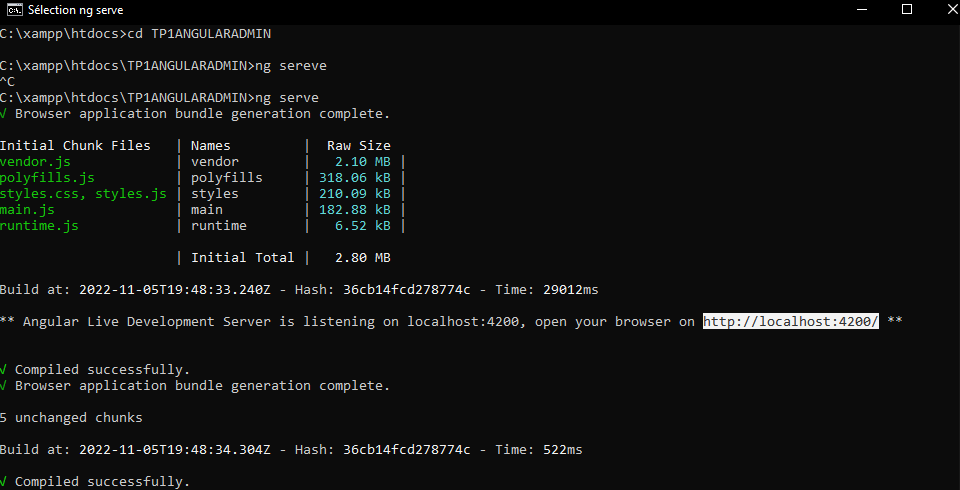 Sélection ng serve
C:\xampp\htdocs>cd TP1ANGULARADMIN
C:\xampp\htdocs\TP1ANGULARADMIN>ng sereve
^C
C:\xampp\htdocs\TP1ANGULARADMIN>ng serve
√ Browser application bundle generation complete.
Initial Chunk Files   | Names         |  Raw Size
vendor.js             | vendor        |   2.10 MB |
polyfills.js          | polyfills     | 318.06 kB |
styles.css, styles.js | styles        | 210.09 kB |
main.js               | main          | 182.88 kB |
runtime.js            | runtime       |   6.52 kB |
| Initial Total |   2.80 MB
Build at: 2022-11-05T19:48:33.240Z - Hash: 36cb14fcd278774c - Time: 29012ms
** Angular Live Development Server is listening on localhost:4200, open your browser on http://localhost:4200/ **
√ Compiled successfully.
√ Browser application bundle generation complete.
5 unchanged chunks
Build at: 2022-11-05T19:48:34.304Z - Hash: 36cb14fcd278774c - Time: 522ms
√ Compiled successfully.